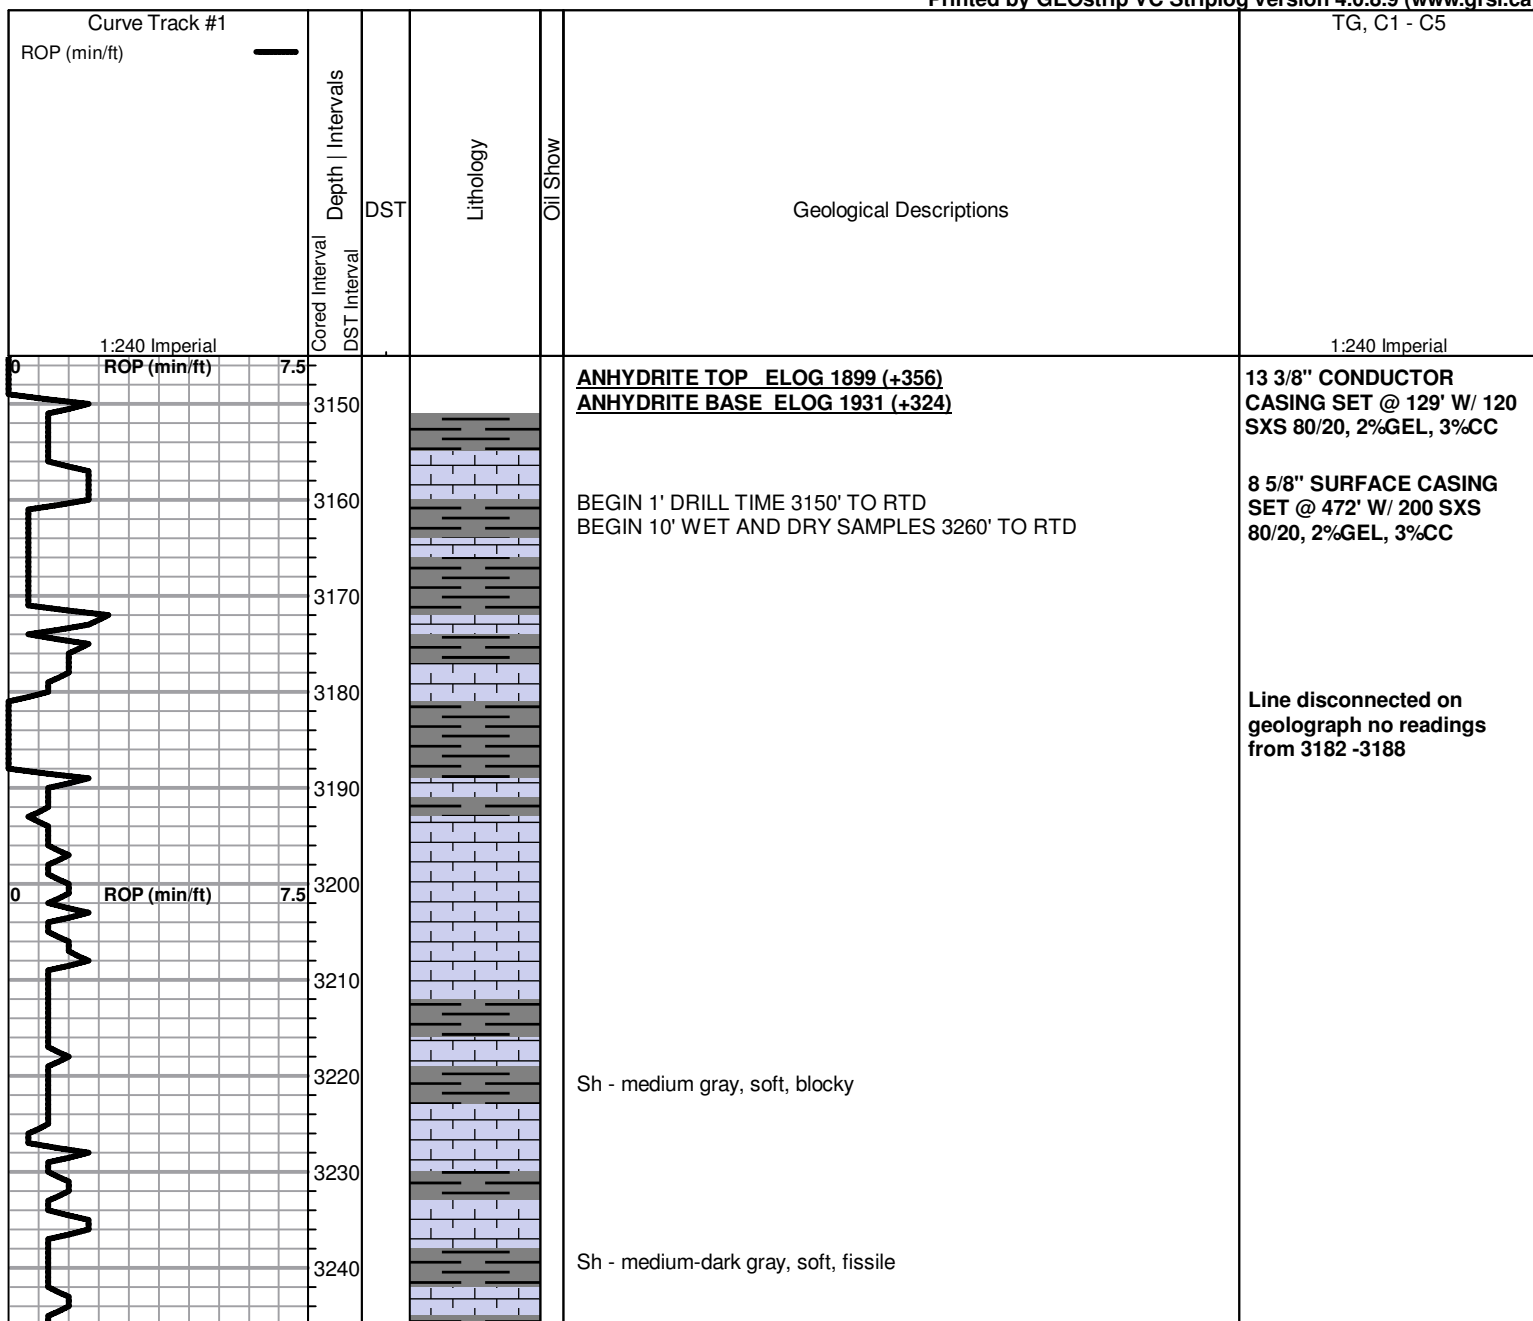 Printed by GEOstrip VC Striplog version 4.0.8.9 (www.grsi.ca
Curve Track #1
ROP (min/ft)
1:240 Imperial
Depth | Intervals
Cored Interval
DST Interval
DST
Lithology
Oil Show
Geological Descriptions
TG, C1 - C5
1:240 Imperial
0 ROP (min/ft) 7.5
ANHYDRITE TOP ELOG 1899 (+356)
ANHYDRITE BASE ELOG 1931 (+324)
13 3/8" CONDUCTOR
CASING SET @ 129' W/ 120
SXS 80/20, 2%GEL, 3%CC
3150
8 5/8" SURFACE CASING
SET @ 472' W/ 200 SXS
80/20, 2%GEL, 3%CC
3160
BEGIN 1' DRILL TIME 3150' TO RTD
BEGIN 10' WET AND DRY SAMPLES 3260' TO RTD
3170
3180
Line disconnected on
geolograph no readings
from 3182 -3188
3190
3200
0 ROP (min/ft) 7.5
3210
3220
Sh - medium gray, soft, blocky
3230
3240
Sh - medium-dark gray, soft, fissile